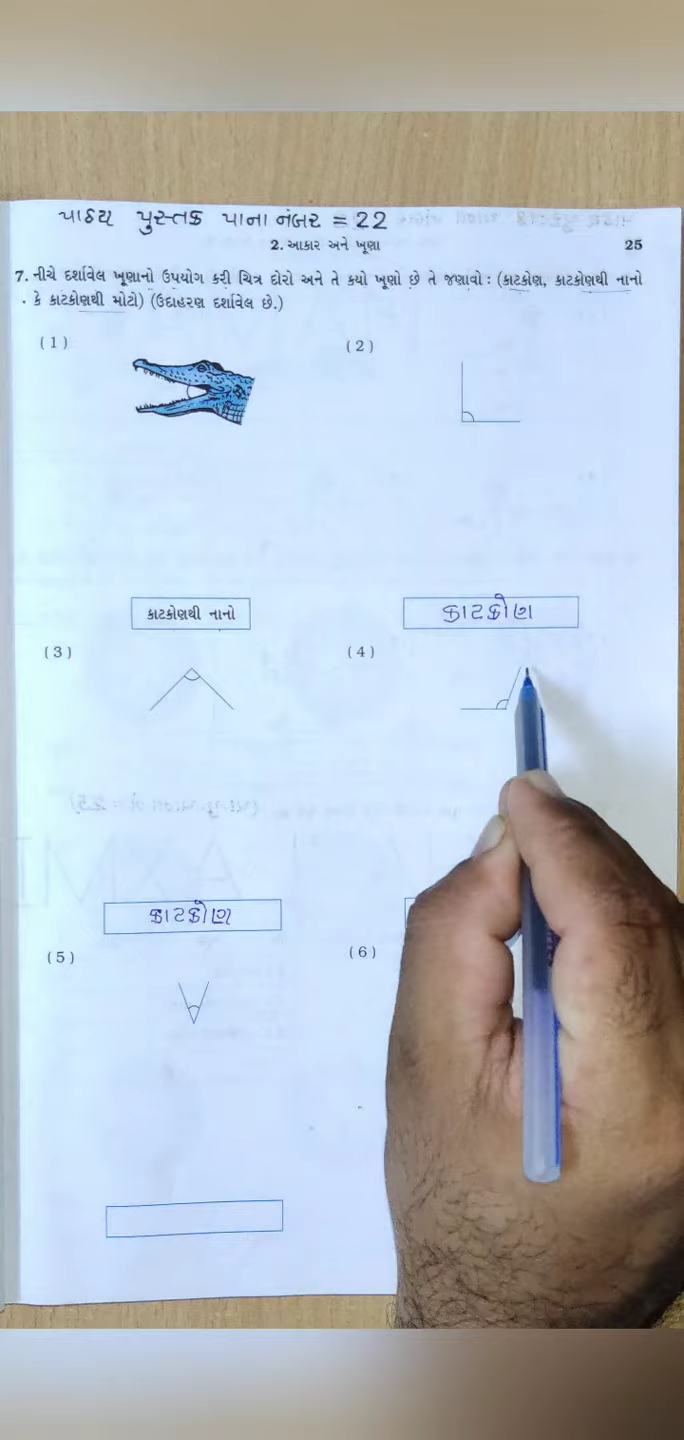 પાઠ્ય પુસ્તક પાના નંબર = 22
2. આકાર અને ખૂણા 25
7. નીચે દર્શાવેલ ખૂણાનો ઉપયોગ કરી ચિત્ર દોરો અને તે કયો ખૂણો છે તે જણાવો : (કાટકોણ, કાટકોણથી નાનો
કે કાટકોણથી મોટો) (ઉદાહરણ દર્શાવેલ છે.)
(1) (2)
કાટકોણથી નાનો કાટકોણ
(3) (4)
કાટકોણ
(5) (6)